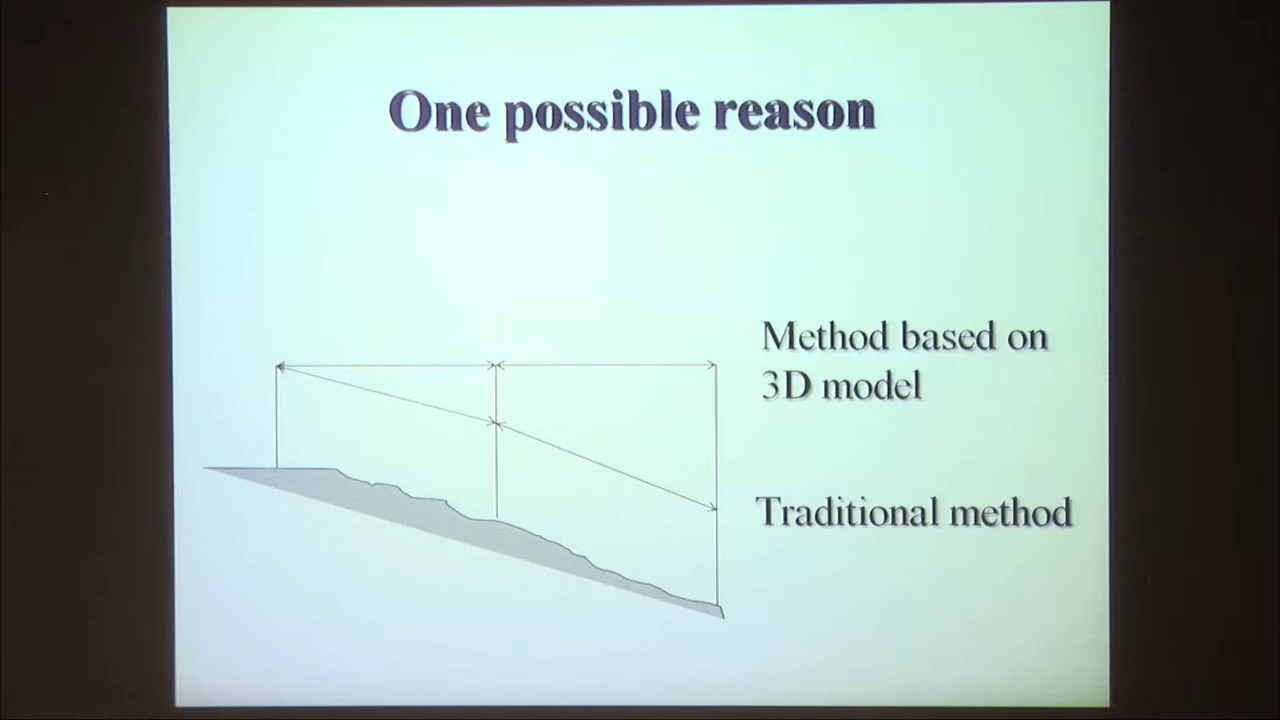 One possible reason
Method based on
3D model
Traditional method